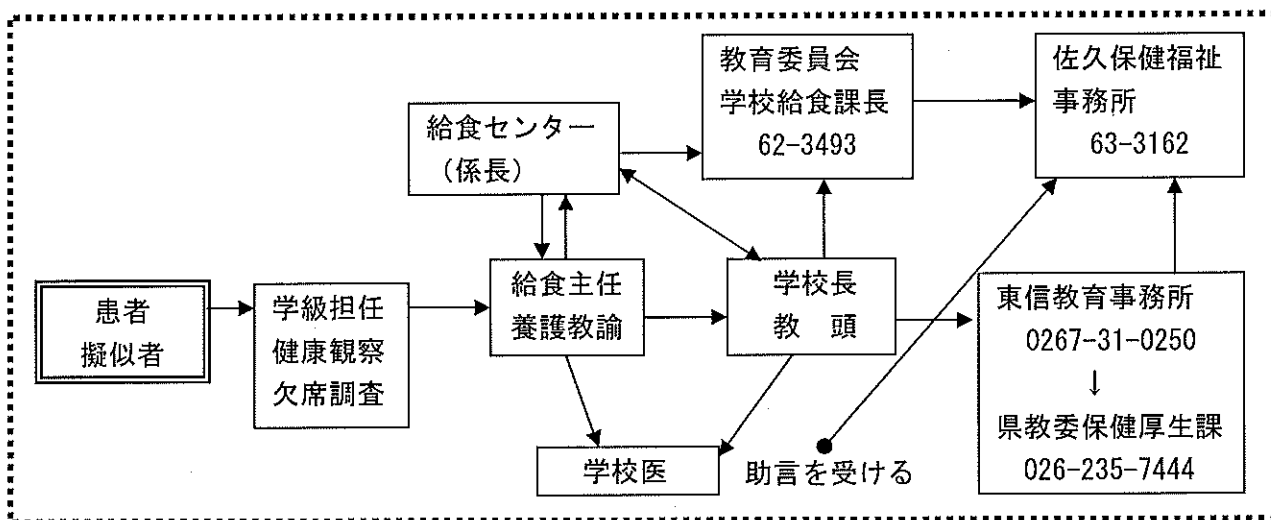 患者
擬似者
学級担任
健康観察
欠席調査
給食センター
（係長）
給食主任
養護教諭
学校医
教育委員会
学校給食課長
62-3493
学校長
教　頭
助言を受ける
佐久保健福祉
事務所
63-3162
東信教育事務所
0267-31-0250
↓
県教委保健厚生課
026-235-7444